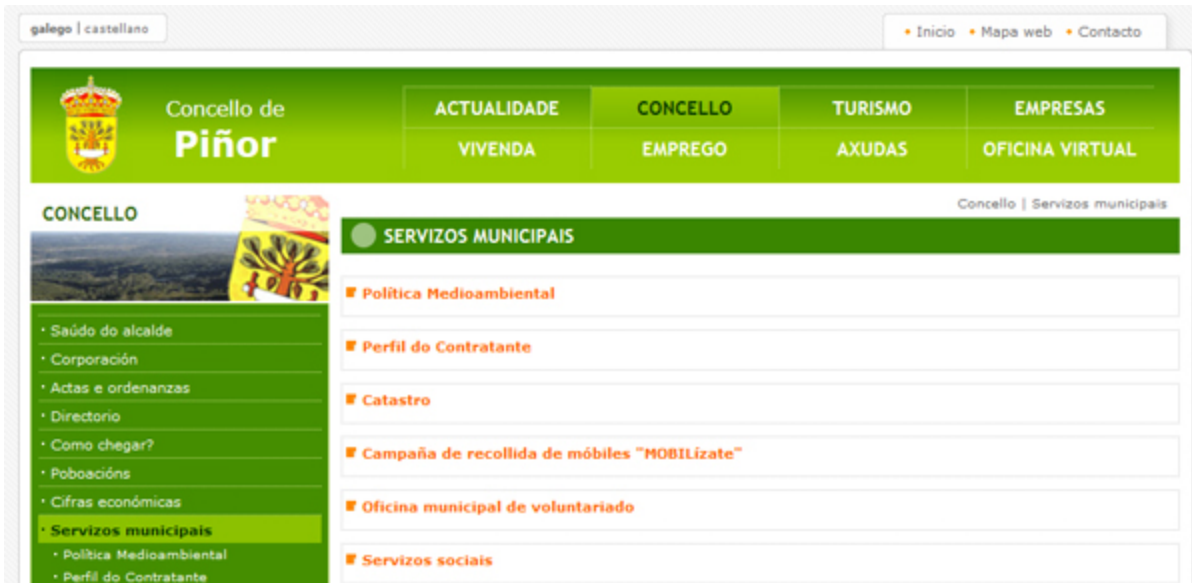 galego | castellano
• Inicio • Mapa web • Contacto
Concello de
Piñor
ACTUALIDADE CONCELLO TURISMO EMPRESAS
VIVENDA EMPREGO AXUDAS OFICINA VIRTUAL
CONCELLO
Concello | Servizos municipais
SERVIZOS MUNICIPAIS
Política Medioambiental
Perfil do Contratante
Catastro
Campaña de recollida de móbiles "MOBILízate"
Oficina municipal de voluntariado
Servizos sociais
· Saúdo do alcalde
· Corporación
· Actas e ordenanzas
· Directorio
· Como chegar?
· Poboacións
· Cifras económicas
· Servizos municipais
· Política Medioambiental
· Perfil do Contratante